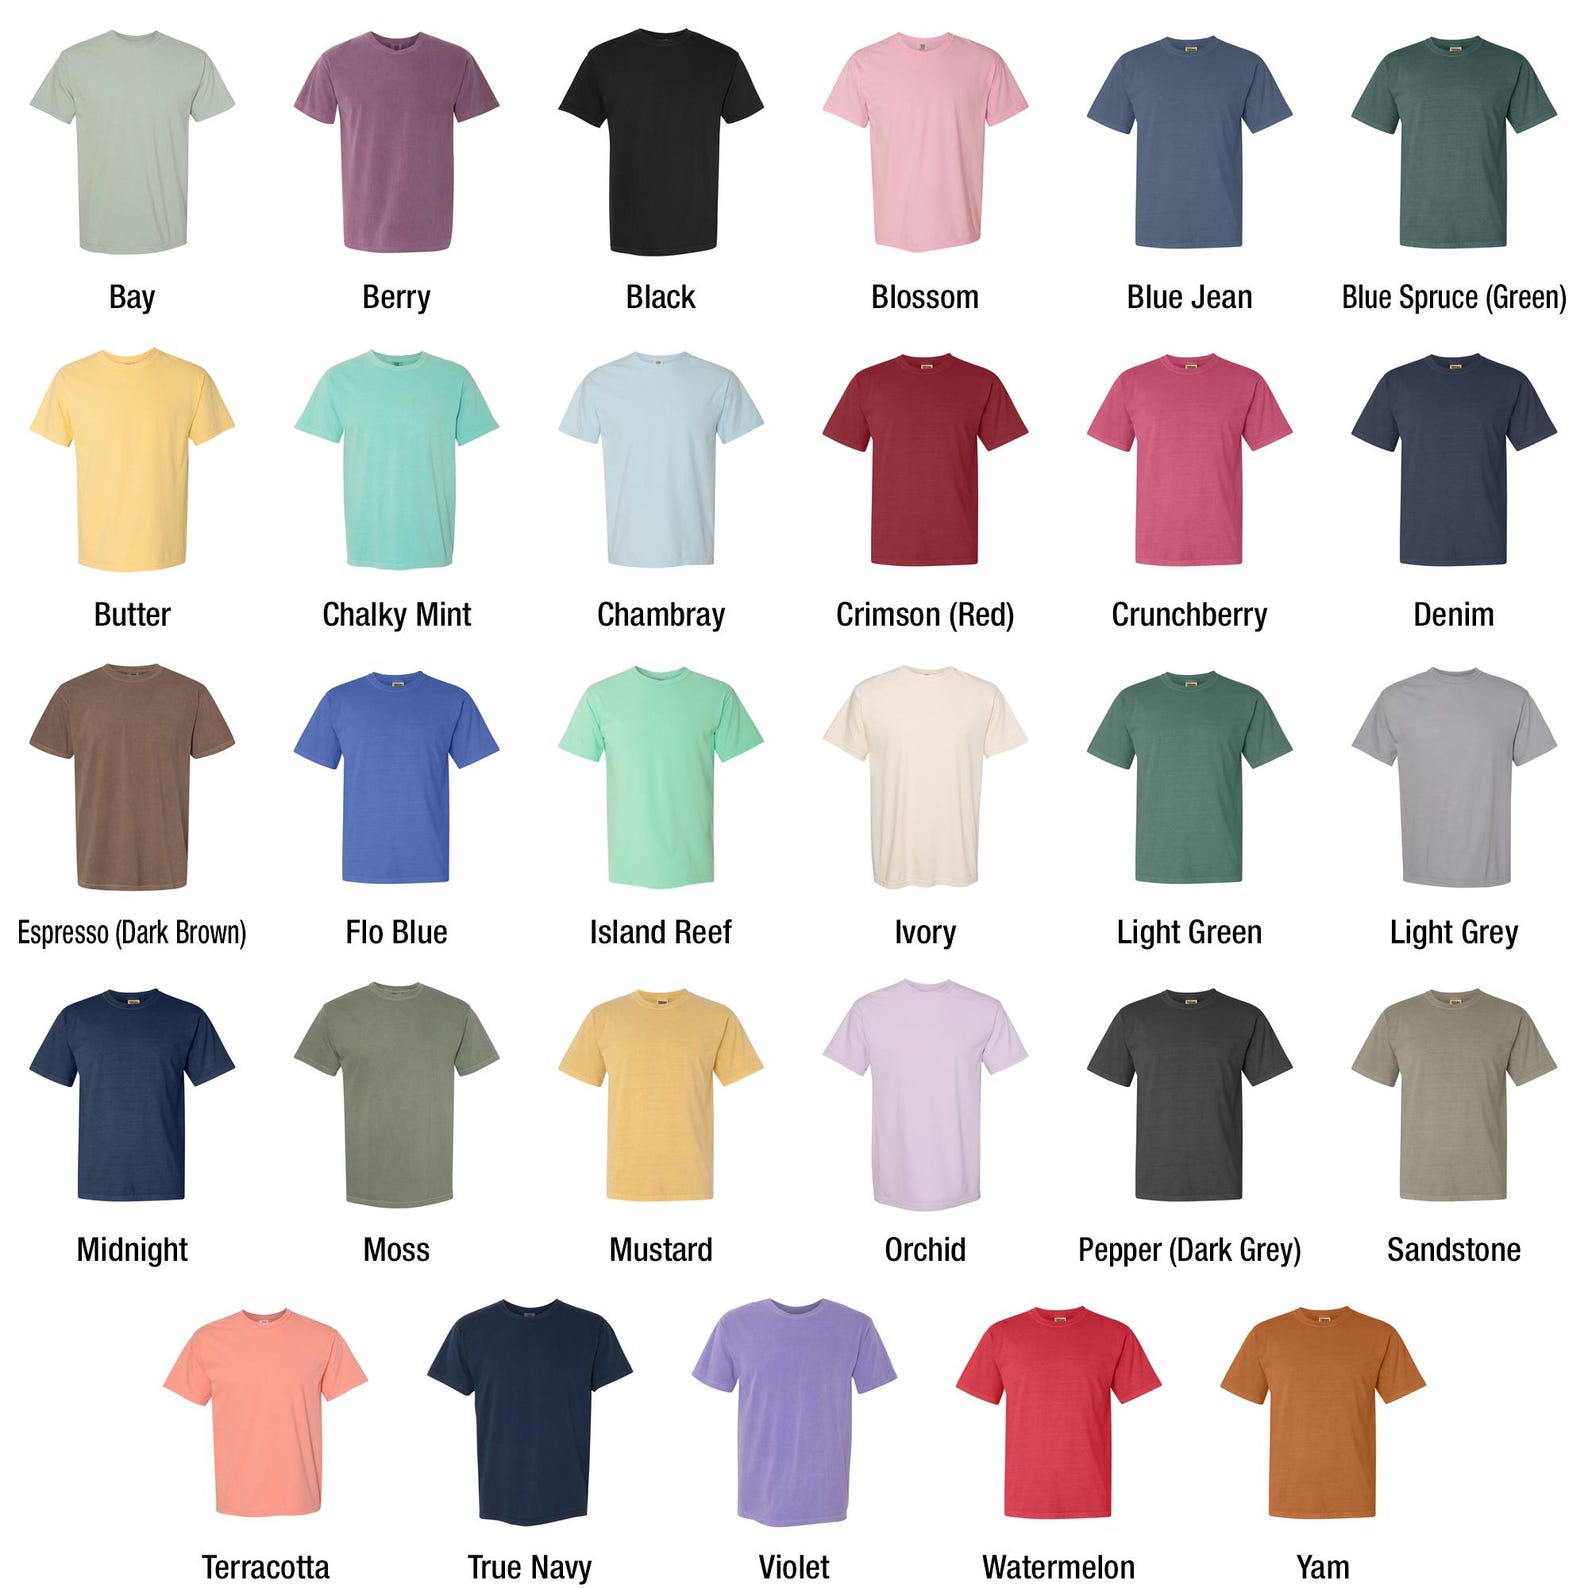 Bay
Berry
Black
Blossom
Blue Jean
Blue Spruce (Green)
Butter
Chalky Mint
Chambray
Crimson (Red)
Crunchberry
Denim
Espresso (Dark Brown)
Flo Blue
Island Reef
Ivory
Light Green
Light Grey
Midnight
Moss
Mustard
Orchid
Pepper (Dark Grey)
Sandstone
Terracotta
True Navy
Violet
Watermelon
Yam